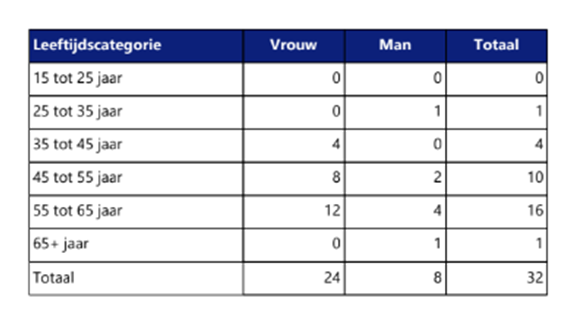 Leeftijdscategorie Vrouw Man Totaal
15 tot 25 jaar 0 0 0
25 tot 35 jaar 0 1 1
35 tot 45 jaar 4 0 4
45 tot 55 jaar 8 2 10
55 tot 65 jaar 12 4 16
65+ jaar 0 1 1
Totaal 24 8 32